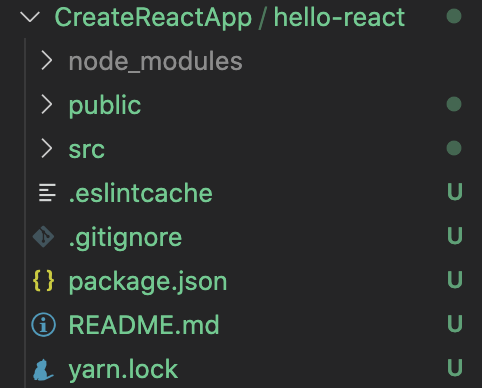 CreateReactApp / hello-react
node_modules
public
src
.eslintcache U
.gitignore U
{} package.json U
README.md U
yarn.lock U